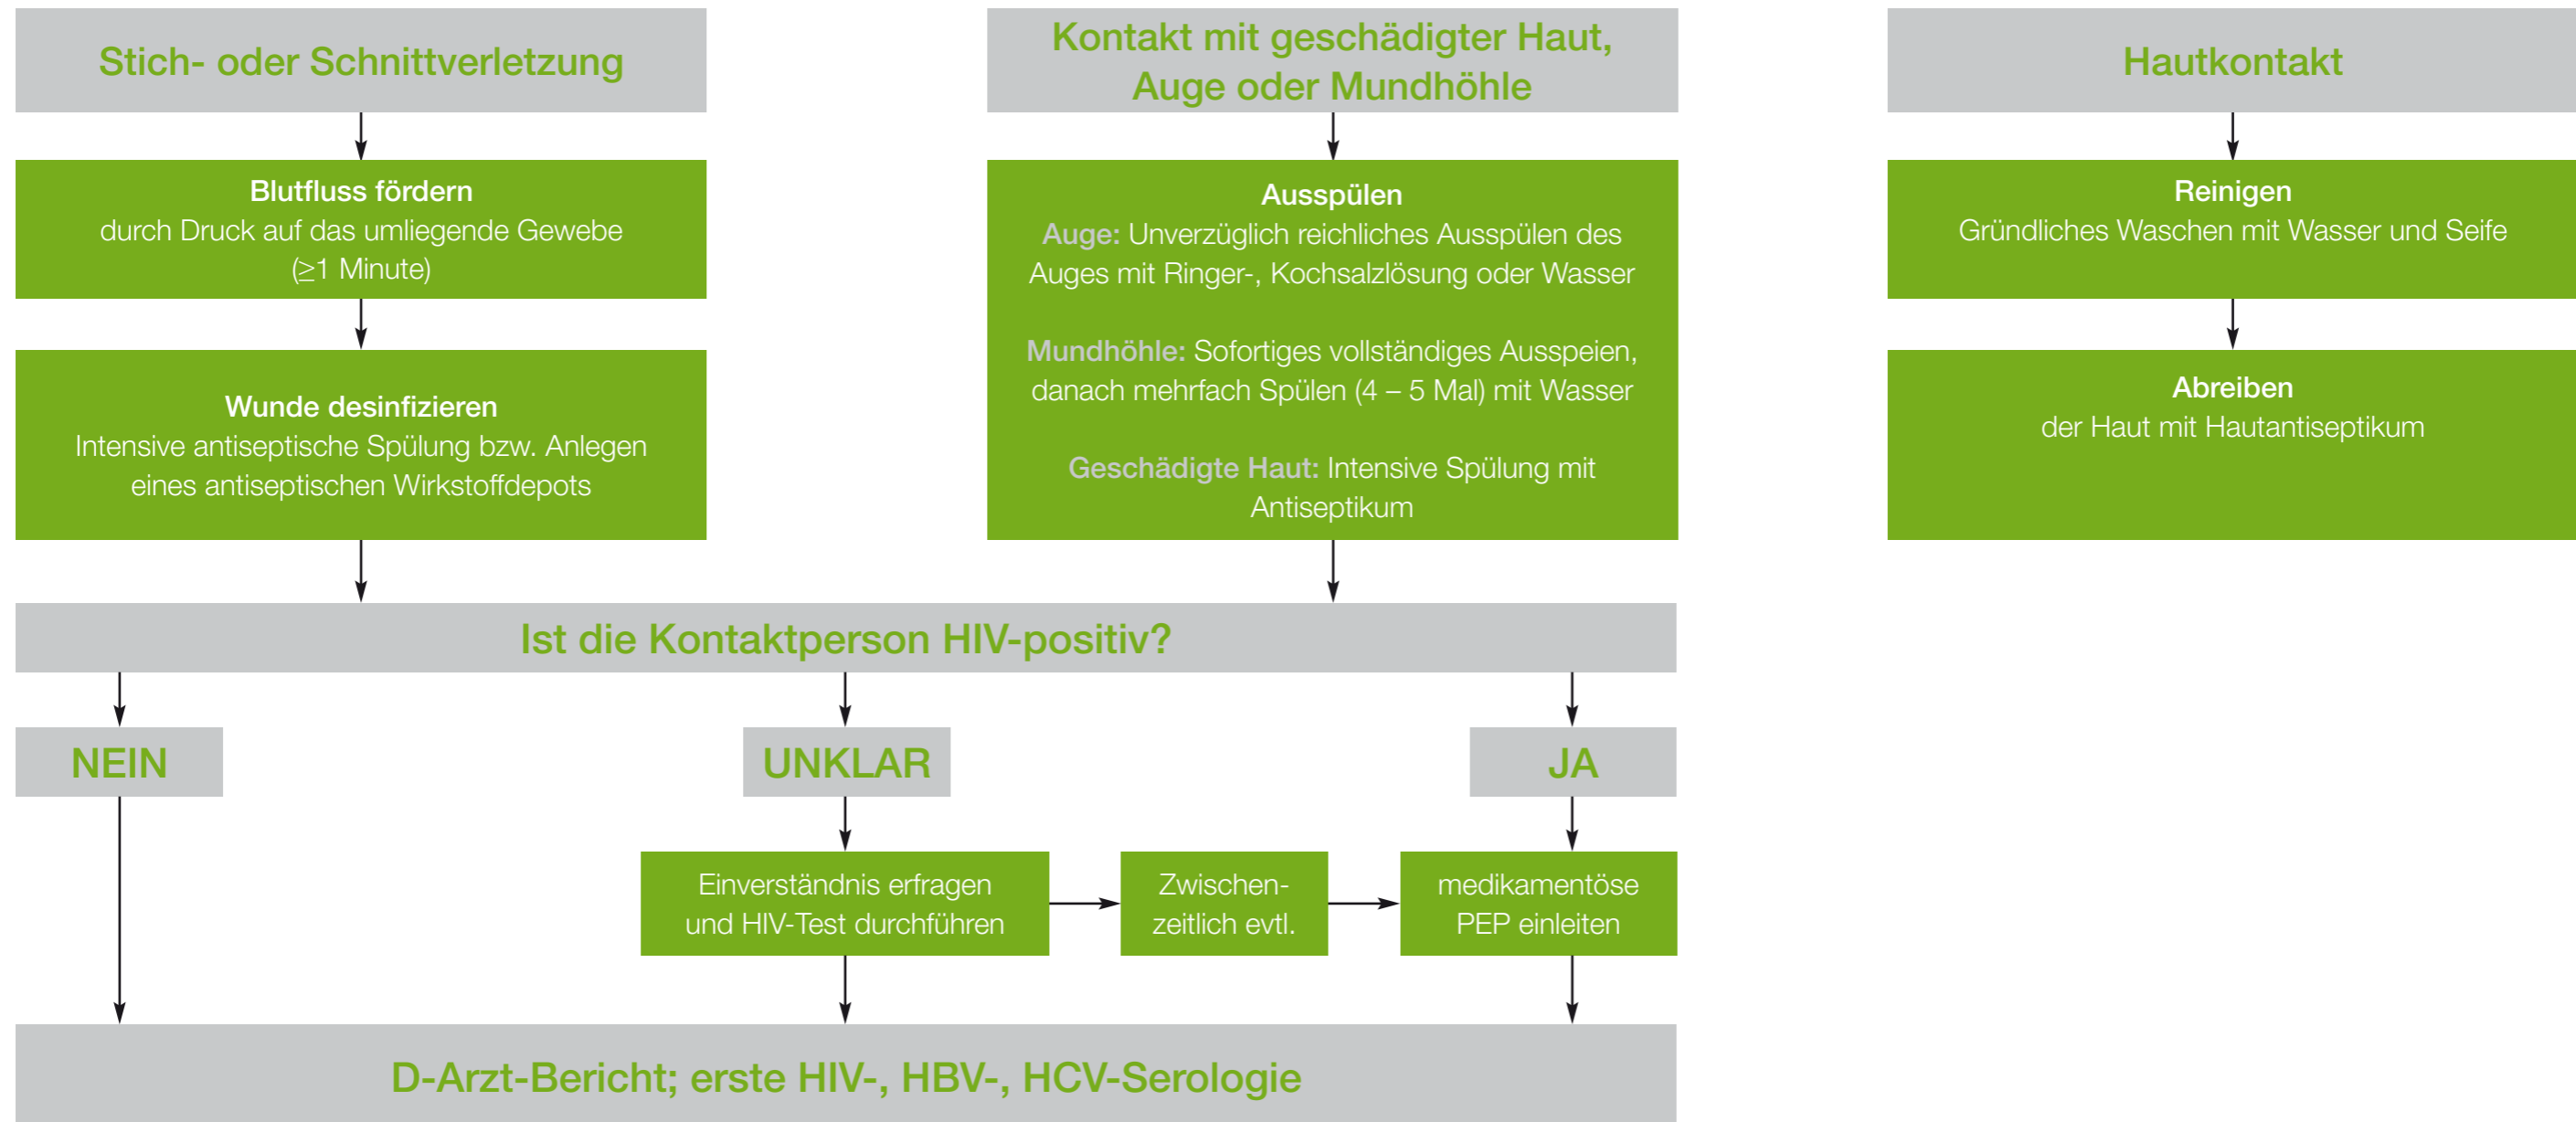 Stich- oder Schnittverletzung
Blutfluss fördern
durch Druck auf das umliegende Gewebe
(≥1 Minute)
Wunde desinfizieren
Intensive antiseptische Spülung bzw. Anlegen
eines antiseptischen Wirkstoffdepots
Kontakt mit geschädigter Haut,
Auge oder Mundhöhle
Ausspülen
Auge: Unverzüglich reichliches Ausspülen des
Auges mit Ringer-, Kochsalzlösung oder Wasser
Mundhöhle: Sofortiges vollständiges Ausspeien,
danach mehrfach Spülen (4 – 5 Mal) mit Wasser
Geschädigte Haut: Intensive Spülung mit
Antiseptikum
Hautkontakt
Reinigen
Gründliches Waschen mit Wasser und Seife
Abreiben
der Haut mit Hautantiseptikum
Ist die Kontaktperson HIV-positiv?
NEIN
UNKLAR
JA
Einverständnis erfragen
und HIV-Test durchführen
Zwischen-
zeitlich evtl.
medikamentöse
PEP einleiten
D-Arzt-Bericht; erste HIV-, HBV-, HCV-Serologie